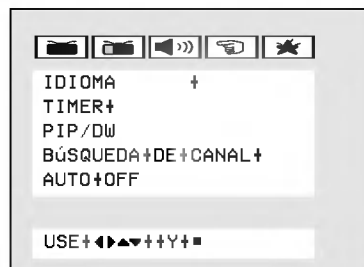 IDIOMA +
TIMER+
PIP/DW
BúSQUEDA+DE+CANAL+
AUTO+OFF
USE+◀▶▲▼++Y+■